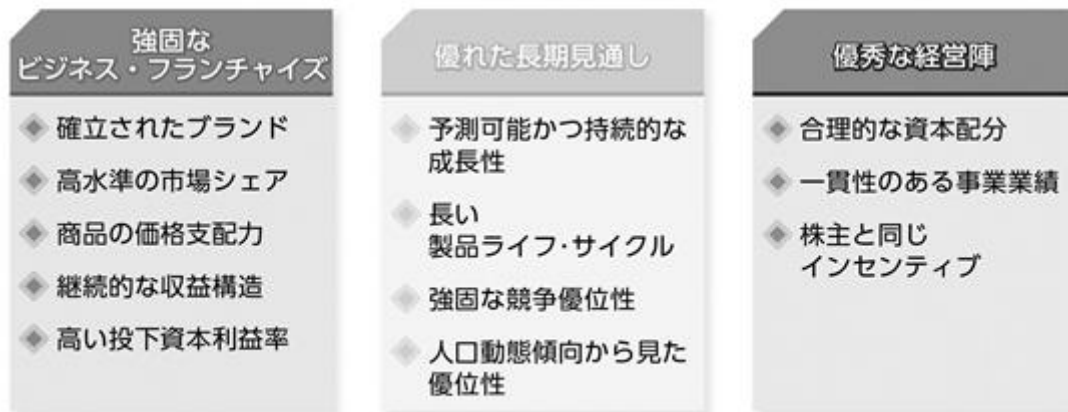 強固な
ビジネス・フランチャイズ
確立されたブランド
高水準の市場シェア
商品の価格支配力
継続的な収益構造
高い投下資本利益率
優れた長期見通し
予測可能かつ持続的な
成長性
長い
製品ライフ・サイクル
強固な競争優位性
人口動態傾向から見た
優位性
優秀な経営陣
合理的な資本配分
一貫性のある事業業績
株主と同じ
インセンティブ